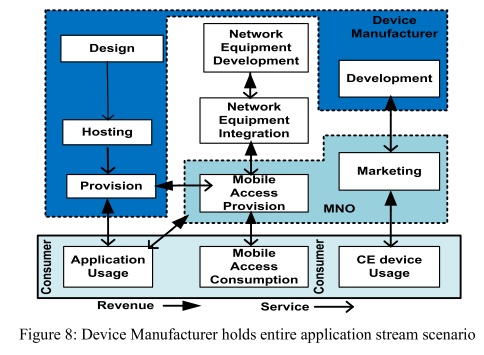 Design
Hosting
Provision
Network
Equipment
Development
Network
Equipment
Integration
Mobile
Access
Provision
Device
Manufacturer
Development
Marketing
MNO
Consumer
Application
Usage
Mobile
Access
Consumption
Consumer
CE device
Usage
Revenue
Service
Figure 8: Device Manufacturer holds entire application stream scenario